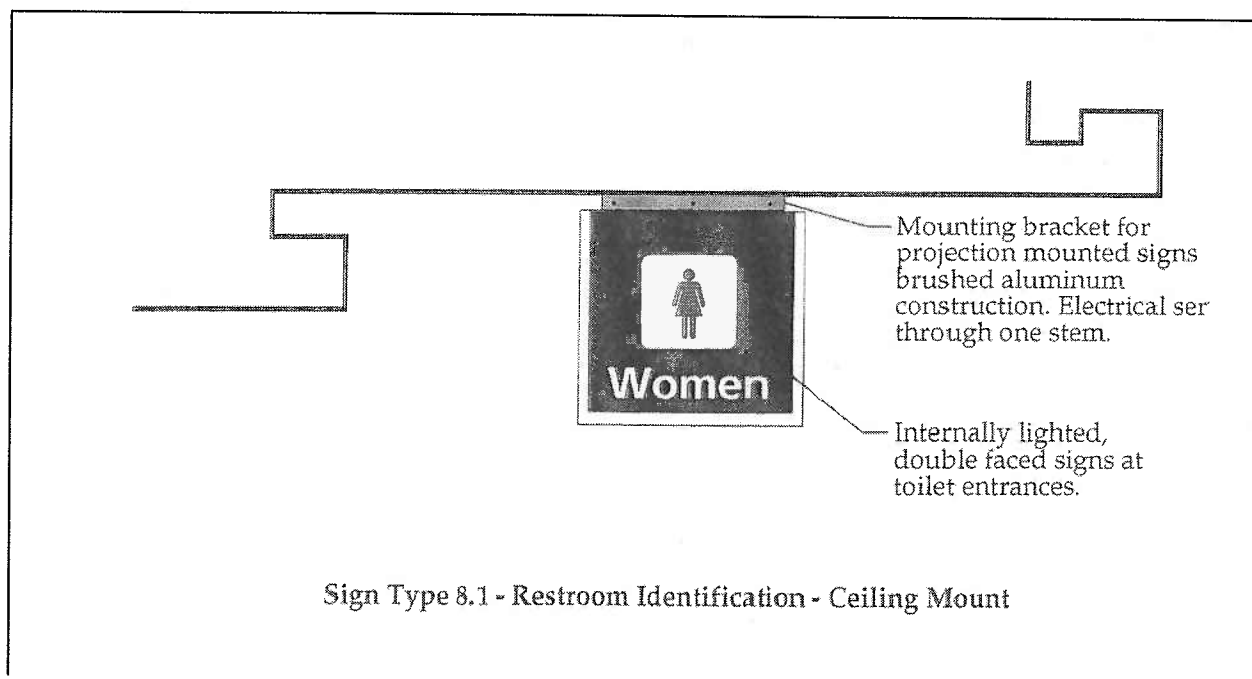 Mounting bracket for
projection mounted signs
brushed aluminum
construction. Electrical ser
through one stem.
Women
Internally lighted,
double faced signs at
toilet entrances.
Sign Type 8.1 - Restroom Identification - Ceiling Mount